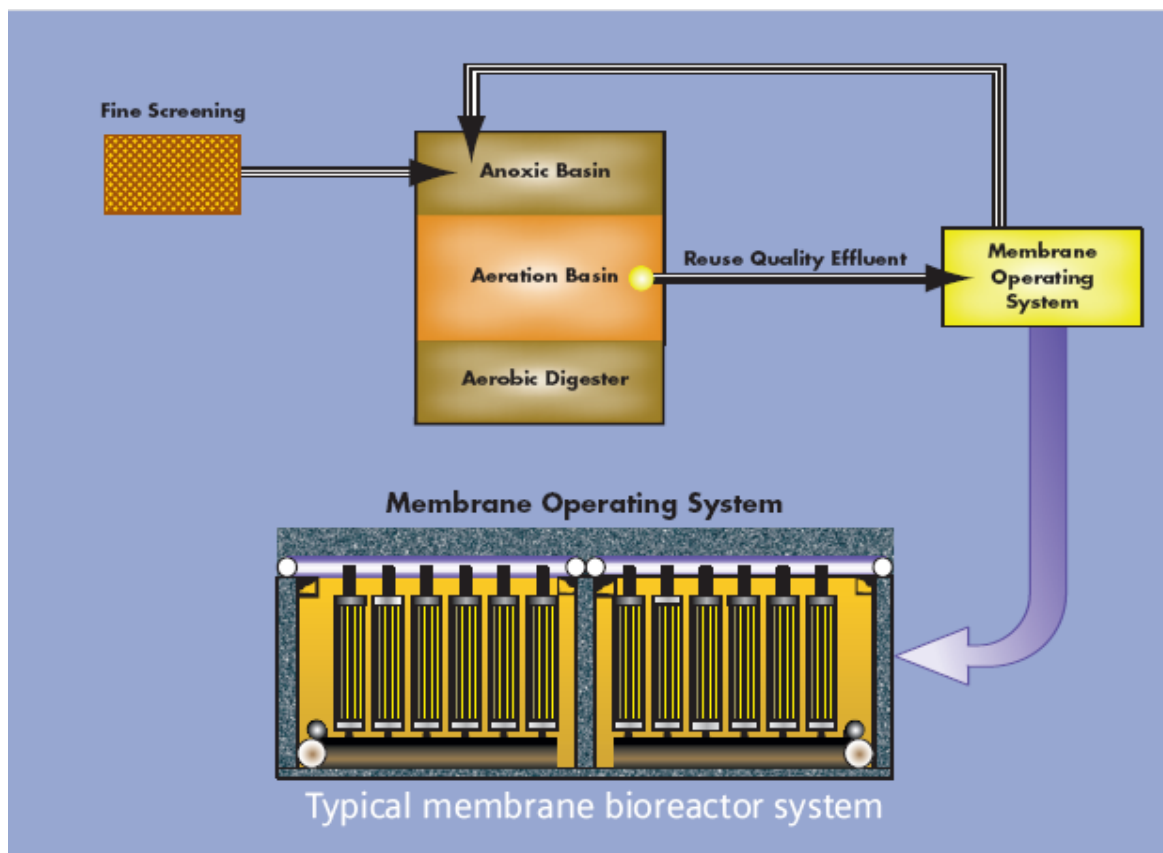 Fine Screening
Anoxic Basin
Aeration Basin
Reuse Quality Effluent
Membrane
Operating
System
Aerobic Digester
Membrane Operating System
Typical membrane bioreactor system